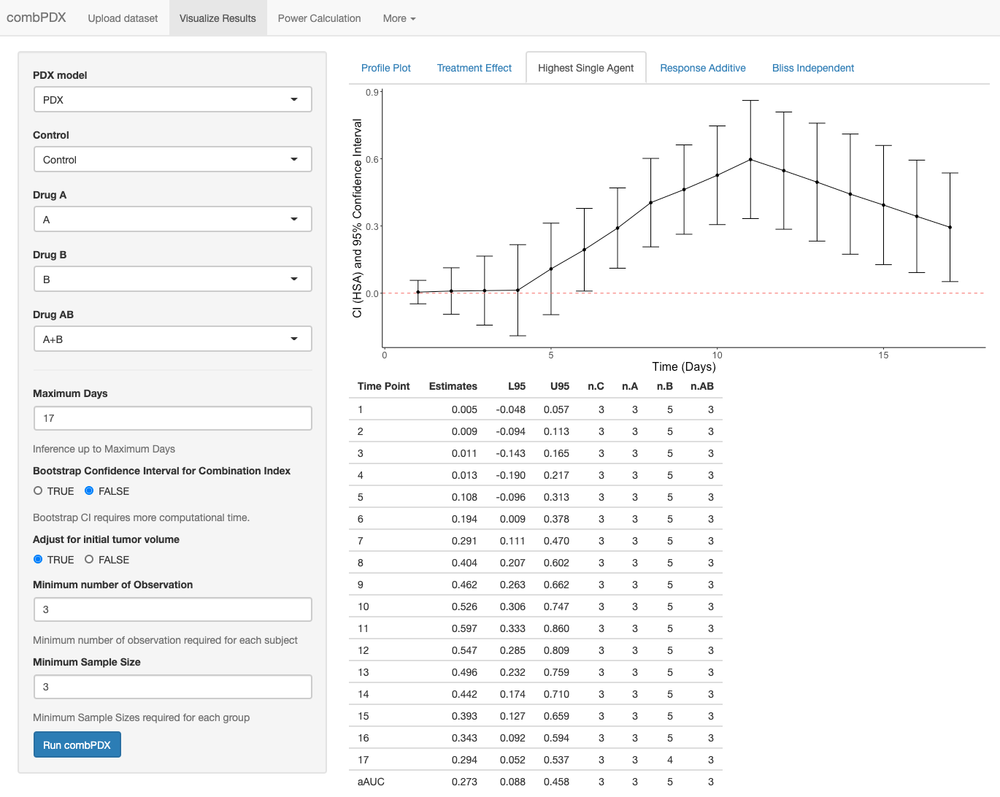 combPDX Upload dataset Visualize Results Power Calculation More
PDX model
PDX
Control
Control
Drug A
A
Drug B
B
Drug AB
A+B
Maximum Days
17
Inference up to Maximum Days
Bootstrap Confidence Interval for Combination Index
TRUE FALSE
Bootstrap CI requires more computational time.
Adjust for initial tumor volume
TRUE FALSE
Minimum number of Observation
3
Minimum number of observation required for each subject
Minimum Sample Size
3
Minimum Sample Sizes required for each group
Run combPDX
Profile Plot Treatment Effect Highest Single Agent Response Additive Bliss Independent
CI (HSA) and 95% Confidence Interval
0.9
0.6
0.3
0.0
0 5 10 15
Time (Days)
Time Point Estimates L95 U95 n.C n.A n.B n.AB
1 0.005 -0.048 0.057 3 3 5 3
2 0.009 -0.094 0.113 3 3 5 3
3 0.011 -0.143 0.165 3 3 5 3
4 0.013 -0.190 0.217 3 3 5 3
5 0.108 -0.096 0.313 3 3 5 3
6 0.194 0.009 0.378 3 3 5 3
7 0.291 0.111 0.470 3 3 5 3
8 0.404 0.207 0.602 3 3 5 3
9 0.462 0.263 0.662 3 3 5 3
10 0.526 0.306 0.747 3 3 5 3
11 0.597 0.333 0.860 3 3 5 3
12 0.547 0.285 0.809 3 3 5 3
13 0.496 0.232 0.759 3 3 5 3
14 0.442 0.174 0.710 3 3 5 3
15 0.393 0.127 0.659 3 3 5 3
16 0.343 0.092 0.594 3 3 5 3
17 0.294 0.052 0.537 3 3 4 3
aAUC 0.273 0.088 0.458 3 3 5 3